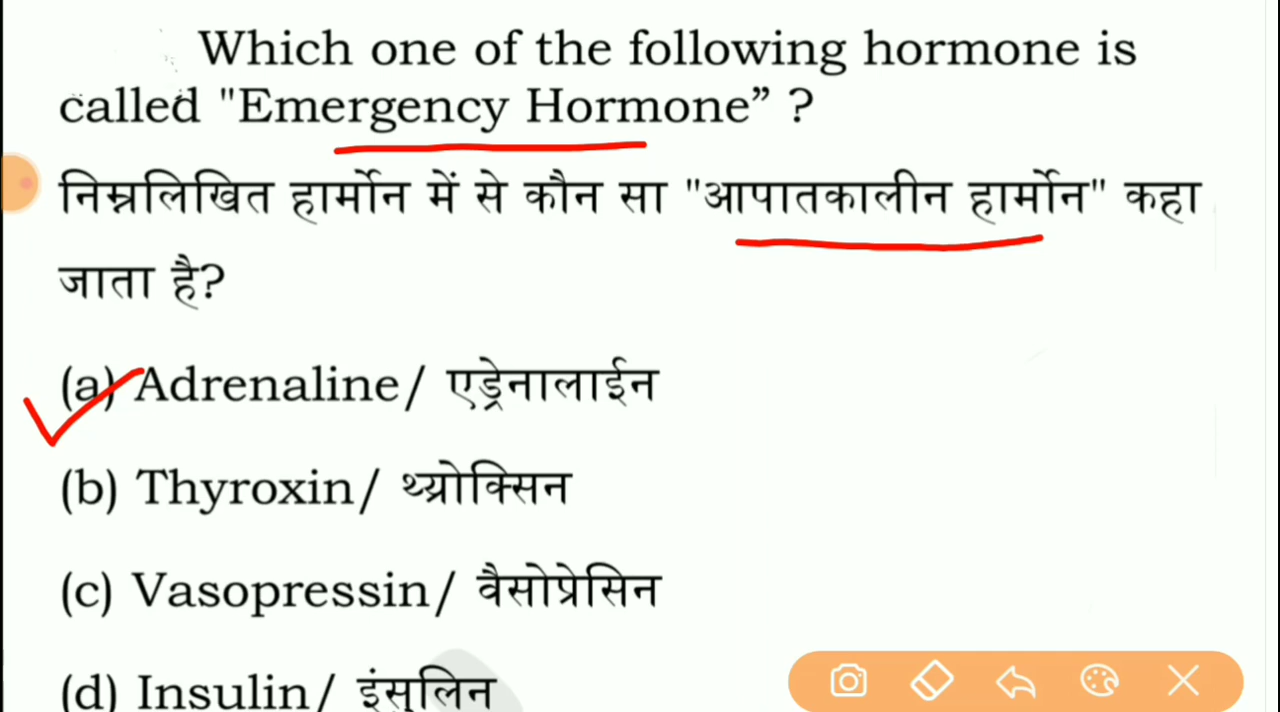 Which one of the following hormone is
called "Emergency Hormone” ?
निम्नलिखित हार्मोन में से कौन सा "आपातकालीन हार्मोन" कहा
जाता है?
(a) Adrenaline/ एड्रेनालाईन
(b) Thyroxin/ थ्य्रोक्सिन
(c) Vasopressin/ वैसोप्रेसिन
(d) Insulin/ इंसुलिन